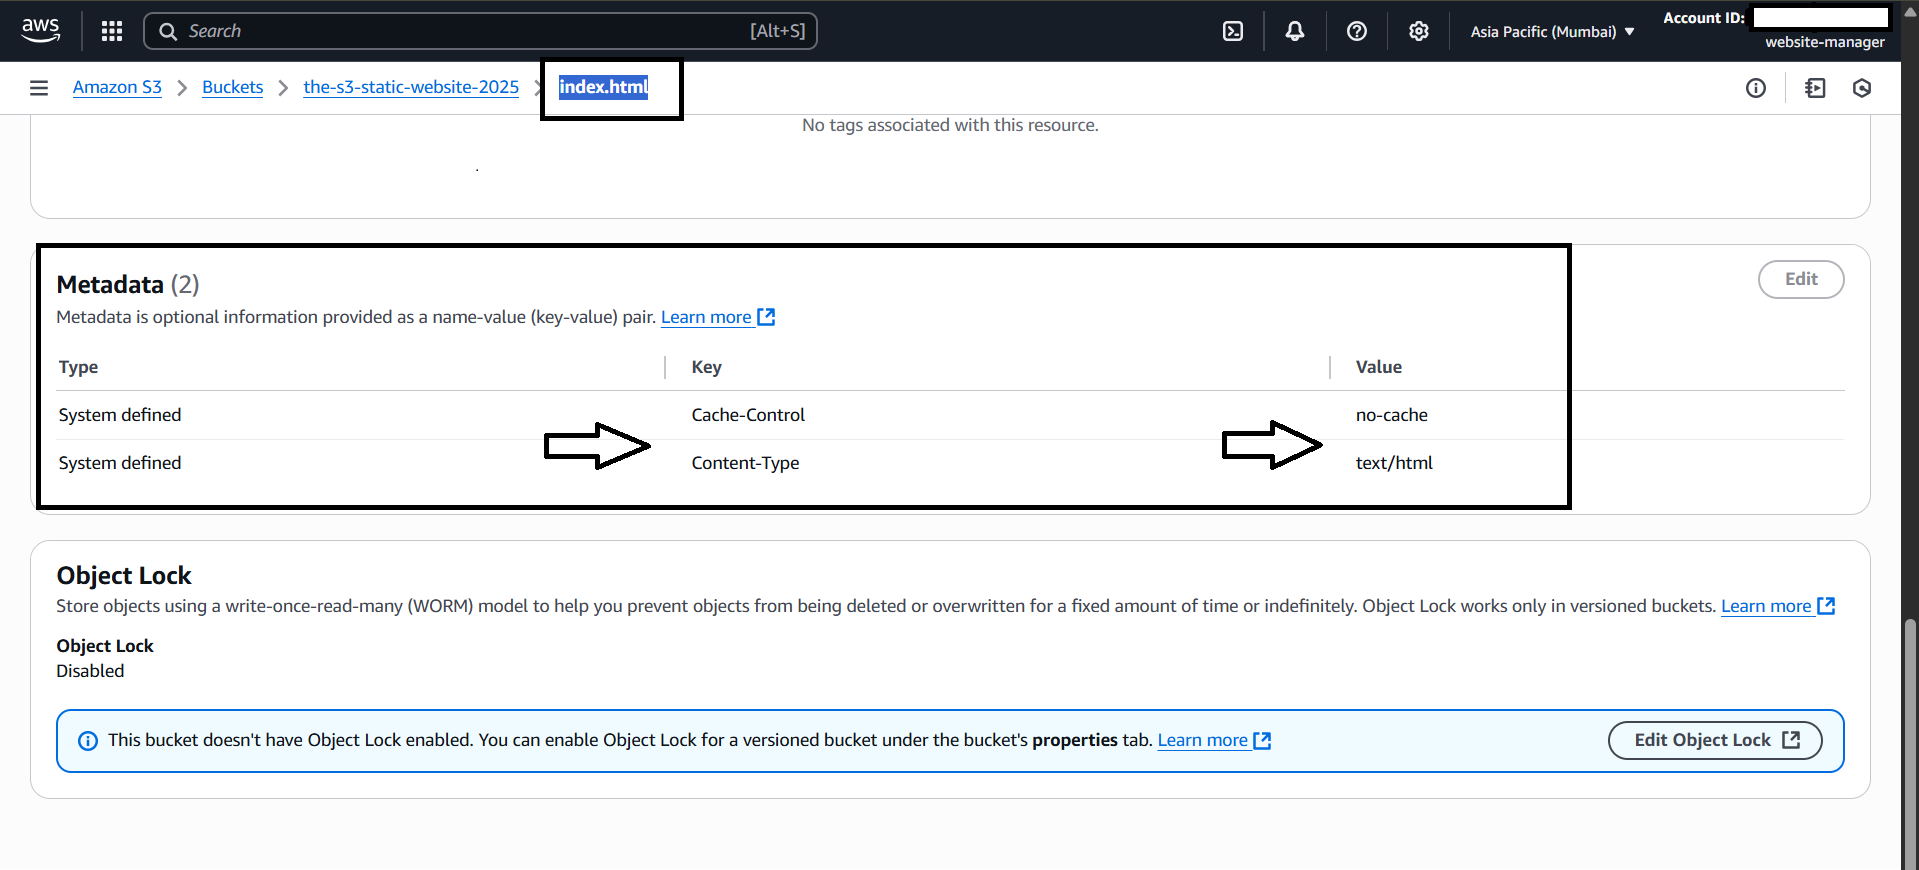 aws
Search [Alt+S]
Asia Pacific (Mumbai)
Account ID:
website-manager
Amazon S3 Buckets the-s3-static-website-2025 index.html
No tags associated with this resource.
Metadata (2)
Edit
Metadata is optional information provided as a name-value (key-value) pair. Learn more
Type Key Value
System defined Cache-Control no-cache
System defined Content-Type text/html
Object Lock
Store objects using a write-once-read-many (WORM) model to help you prevent objects from being deleted or overwritten for a fixed amount of time or indefinitely. Object Lock works only in versioned buckets. Learn more
Object Lock
Disabled
This bucket doesn't have Object Lock enabled. You can enable Object Lock for a versioned bucket under the bucket's properties tab. Learn more
Edit Object Lock